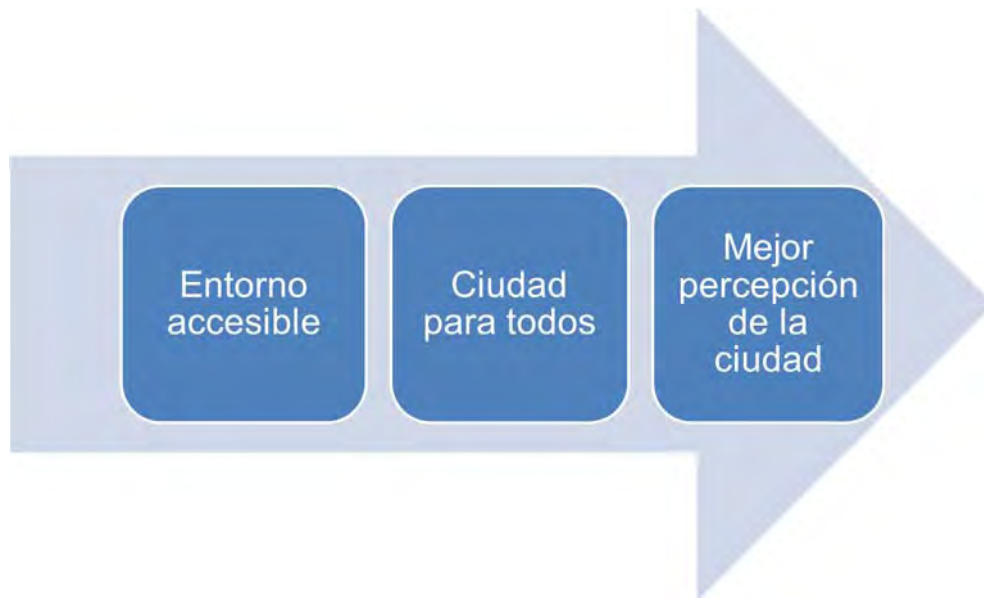 Entorno
accesible
Ciudad
para todos
Mejor
percepción
de la
ciudad